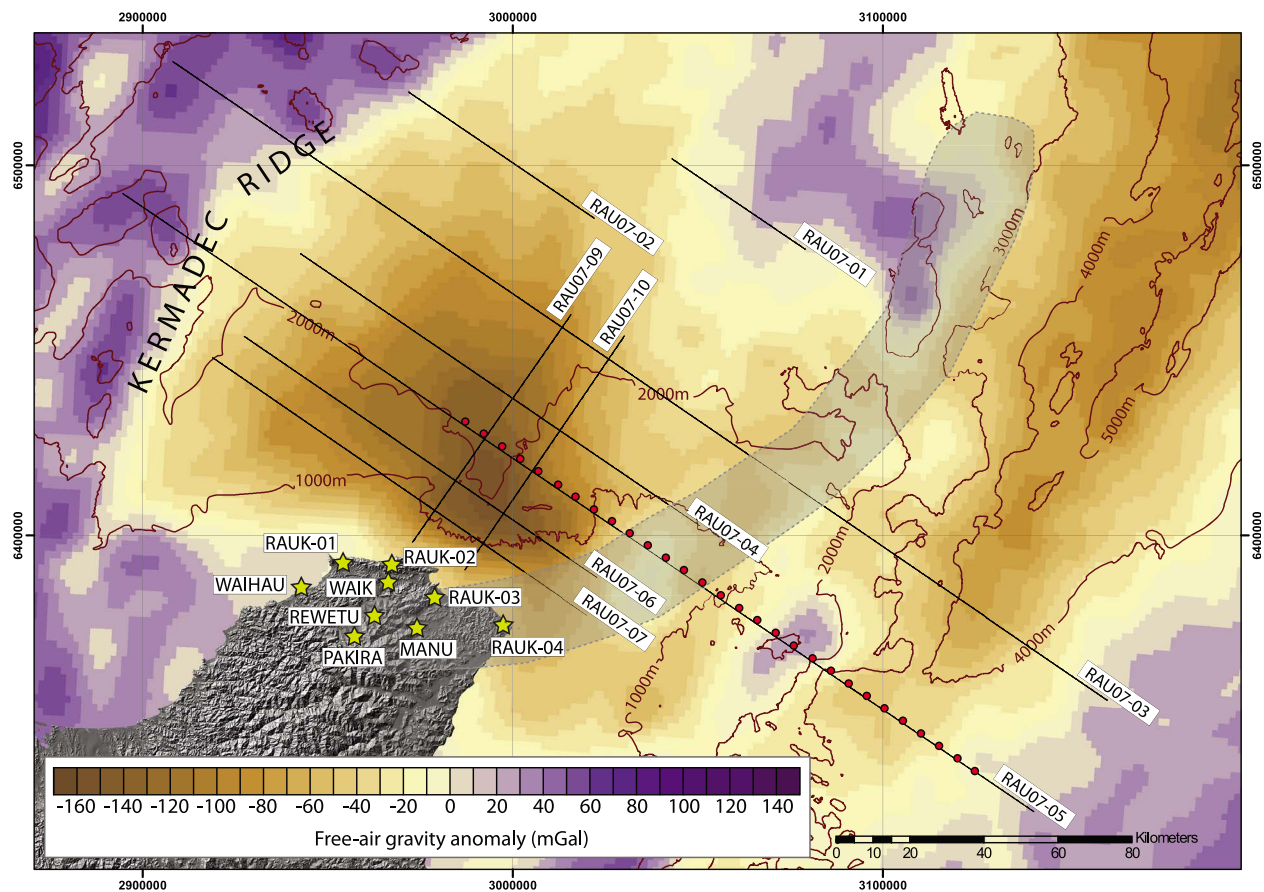 2900000
3000000
3100000
6500000
6500000
KERMADEC RIDGE
RAU07-02
RAU07-01
3000m
4000m
RAU07-09
RAU07-10
2000m
2000m
5000m
1000m
RAU07-04
6400000
6400000
RAUK-01
RAUK-02
2000m
WAIHAU
WAIK
RAUK-03
RAU07-06
RAU07-07
REWETU
MANU
RAUK-04
PAKIRA
4000m
1000m
RAU07-03
RAU07-05
-160 -140 -120 -100 -80 -60 -40 -20 0 20 40 60 80 100 120 140
Free-air gravity anomaly (mGal)
Kilometers
0 10 20 40 60 80
2900000
3000000
3100000